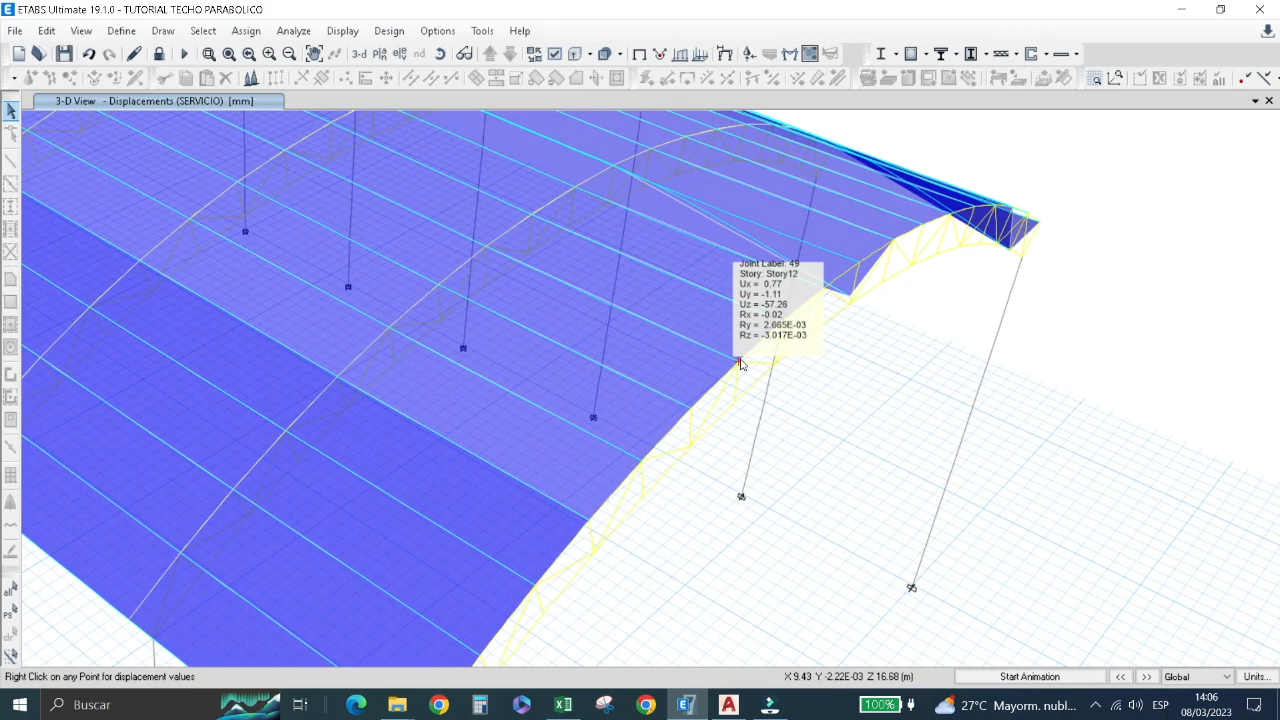 ETABS Ultimate 19.1.0 - TUTORIAL TECHO PARABOLICO
File Edit View Define Draw Select Assign Analyze Display Design Options Tools Help
3-d nd
3-D View - Displacements (SERVICIO) [mm]
Joint Label: 49
Story: Story12
Ux = 0.77
Uy = -1.11
Uz = -57.26
Rx = -0.02
Ry = 2.665E-03
Rz = -3.017E-03
all
PS
Right Click on any Point for displacement values
X 9.43 Y -2.22E-03 Z 16.68 (m)
Start Animation
<< >>
Global
Units...
Buscar
100%
27°C Mayorm. nubl...
ESP
14:06
08/03/2023